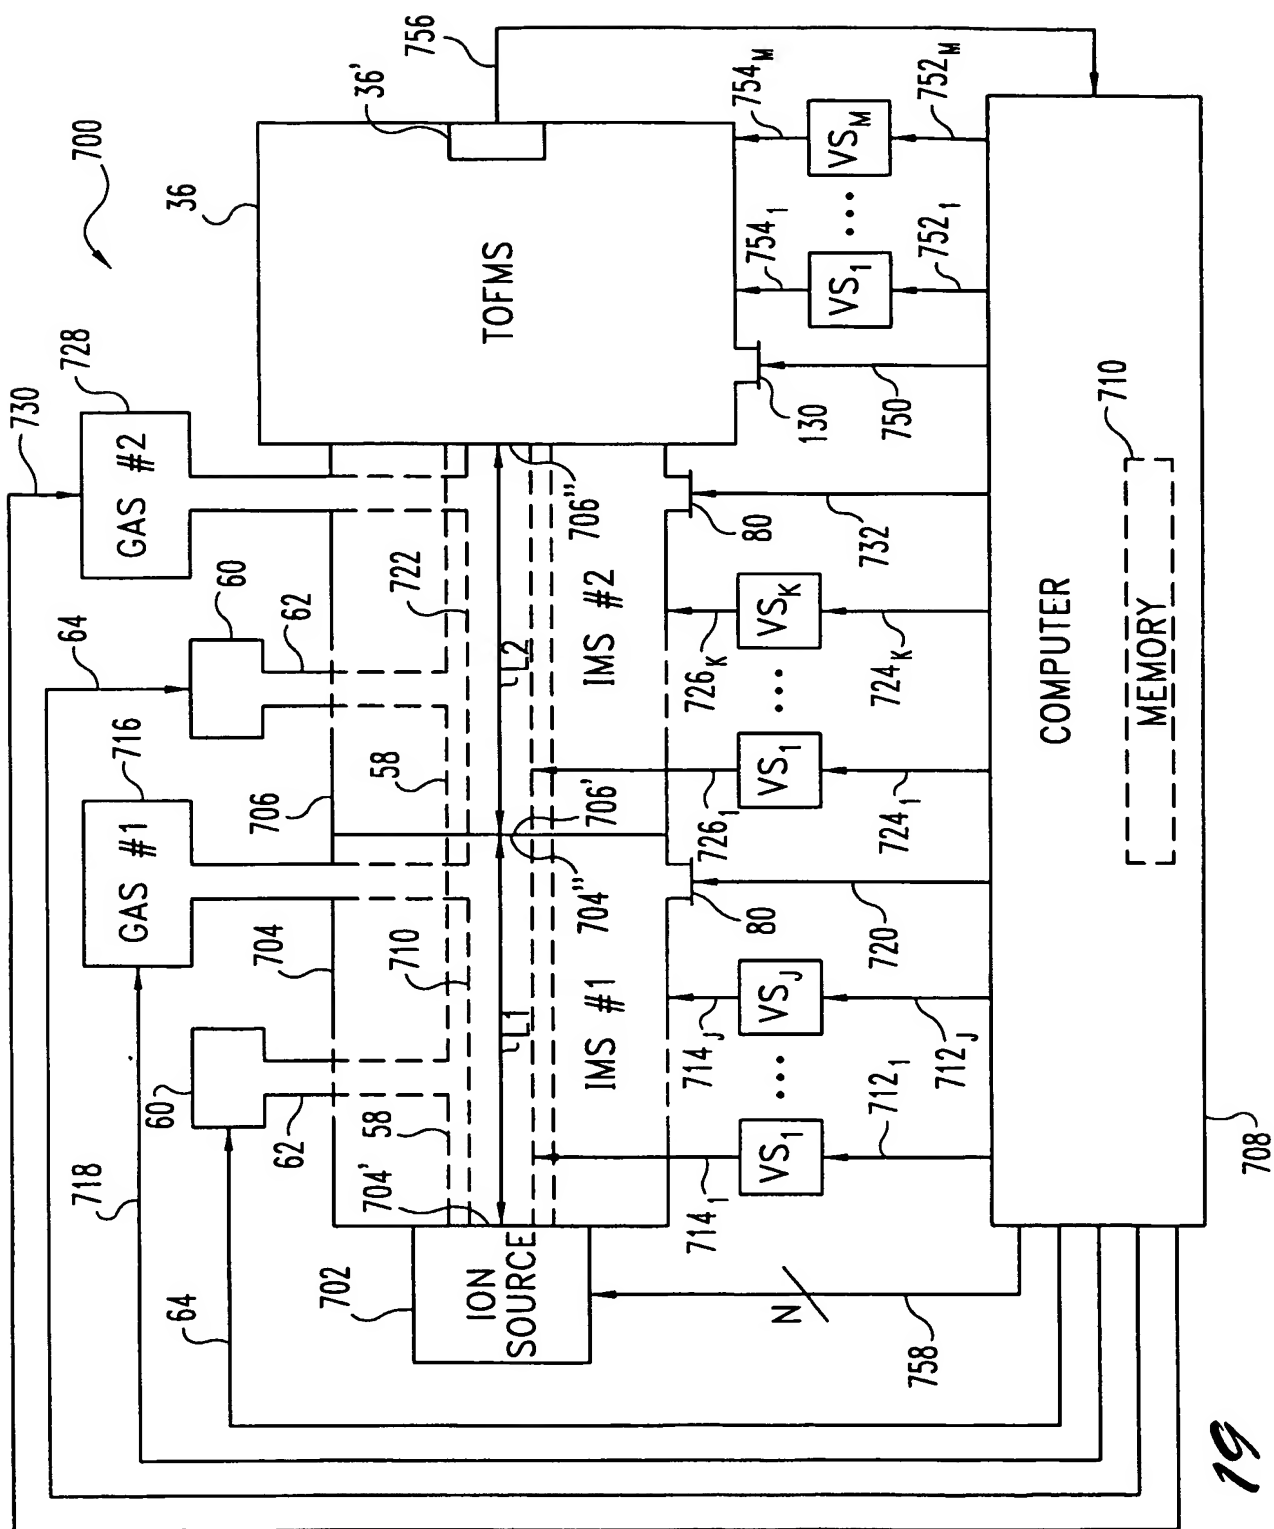 730
728
GAS #2
64
60
62
716
GAS #1
718
60
62
64
706
704
58
722
58
710
704'
L1
L2
704"
706'
706"
IMS #1
IMS #2
702
ION
SOURCE
700
36
36'
TOFMS
756
714₁
VS₁
712₁
• • •
714J
VSJ
712J
80
720
726₁
VS₁
724₁
• • •
726K
VSK
724K
80
732
130
750
754₁
VS₁
752₁
• • •
754M
VSM
752M
N
758
COMPUTER
MEMORY
710
708
19